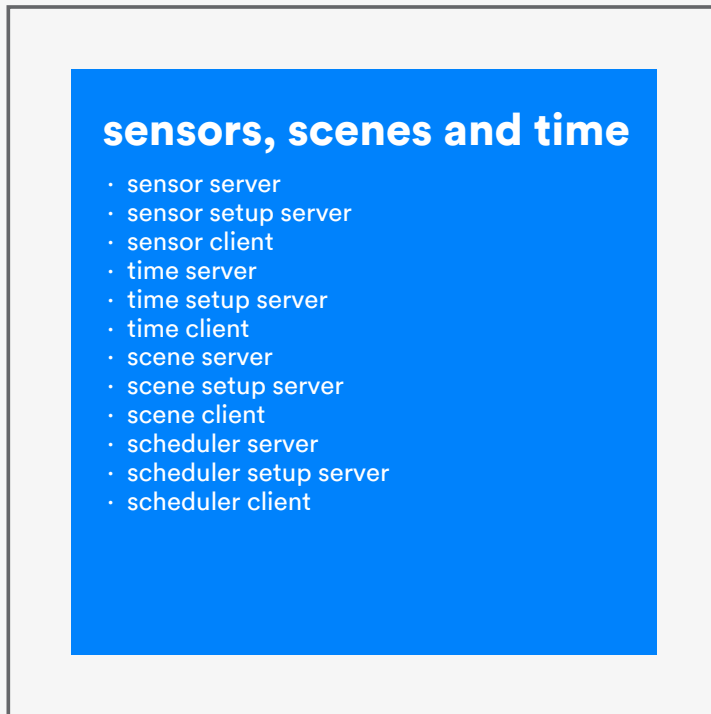 sensors, scenes and time
· sensor server
· sensor setup server
· sensor client
· time server
· time setup server
· time client
· scene server
· scene setup server
· scene client
· scheduler server
· scheduler setup server
· scheduler client